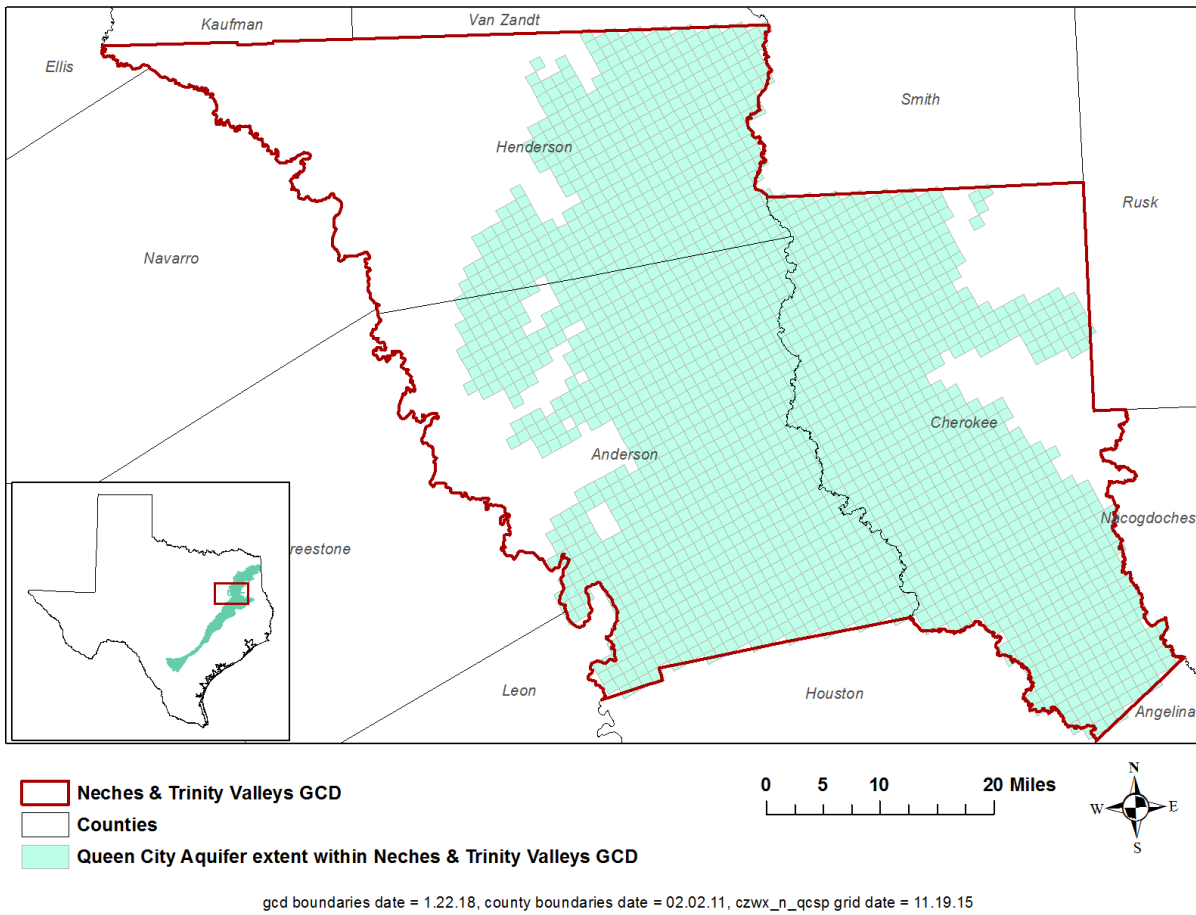 Kaufman
Van Zandt
Ellis
Smith
Henderson
Rusk
Navarro
Cherokee
Anderson
Nacogdoches
reestone
Leon
Houston
Angelina
Neches & Trinity Valleys GCD
Counties
Queen City Aquifer extent within Neches & Trinity Valleys GCD
0 5 10 20 Miles
N
W E
S
gcd boundaries date = 1.22.18, county boundaries date = 02.02.11, czwx_n_qcsp grid date = 11.19.15